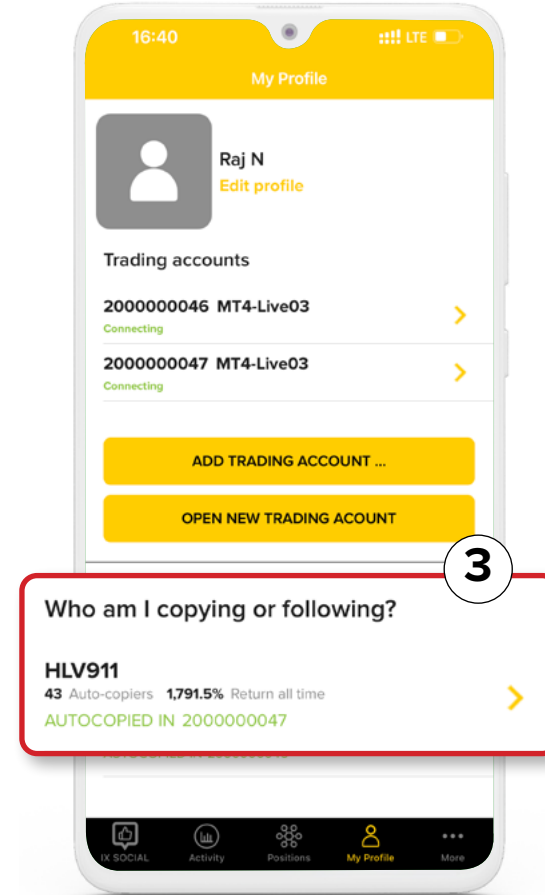 16:40 LTE
My Profile
Raj N
Edit profile
Trading accounts
2000000046 MT4-Live03
Connecting
2000000047 MT4-Live03
Connecting
ADD TRADING ACCOUNT ...
OPEN NEW TRADING ACOUNT
3
Who am I copying or following?
HLV911
43 Auto-copiers 1,791.5% Return all time
AUTOCOPIED IN 2000000047
IX SOCIAL Activity Positions My Profile More